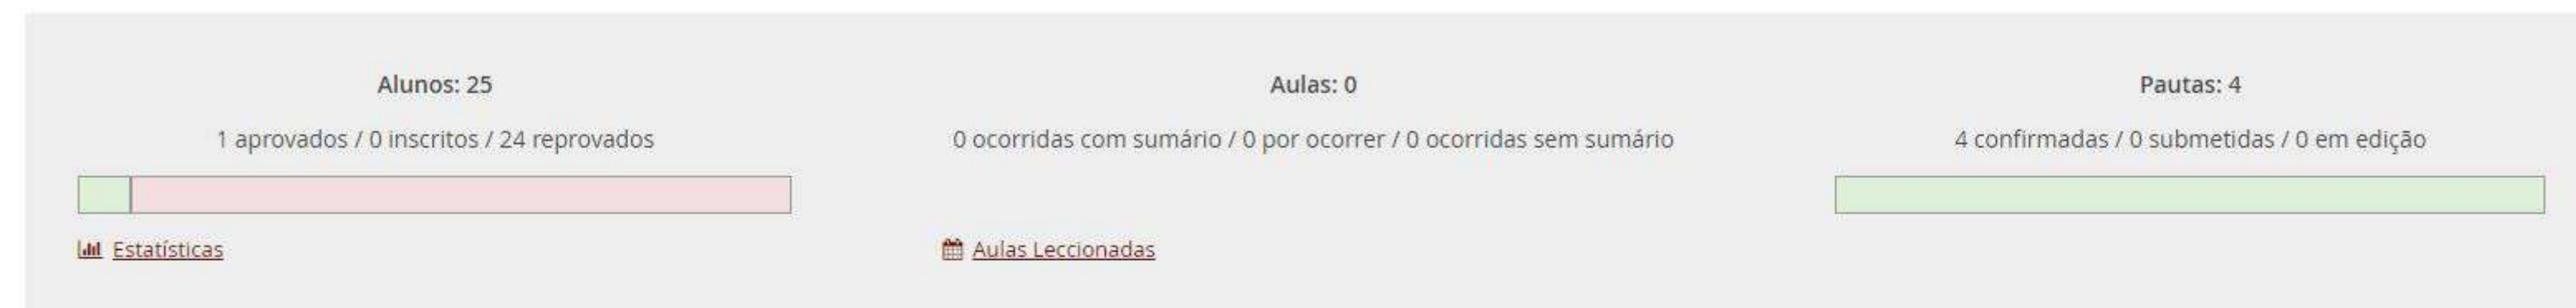 Alunos: 25
1 aprovados / 0 inscritos / 24 reprovados
Estatísticas
Aulas: 0
0 ocorridas com sumário / 0 por ocorrer / 0 ocorridas sem sumário
Aulas Leccionadas
Pautas: 4
4 confirmadas / 0 submetidas / 0 em edição